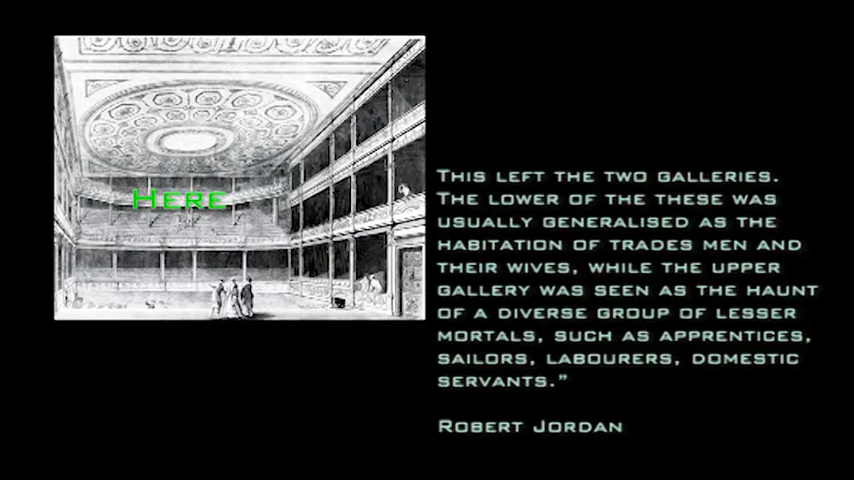 Here
This left the two galleries.
The lower of the these was
usually generalised as the
habitation of trades men and
their wives, while the upper
gallery was seen as the haunt
of a diverse group of lesser
mortals, such as apprentices,
sailors, labourers, domestic
servants.”
Robert Jordan